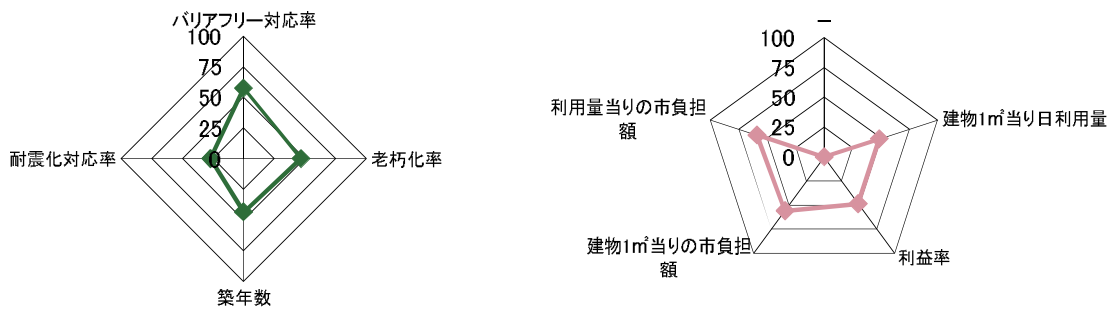 バリアフリー対応率
100
75
50
25
0
耐震化対応率
老朽化率
築年数
－
100
75
50
25
0
利用量当りの市負担
額
建物1㎡当り日利用量
建物1㎡当りの市負担
額
利益率